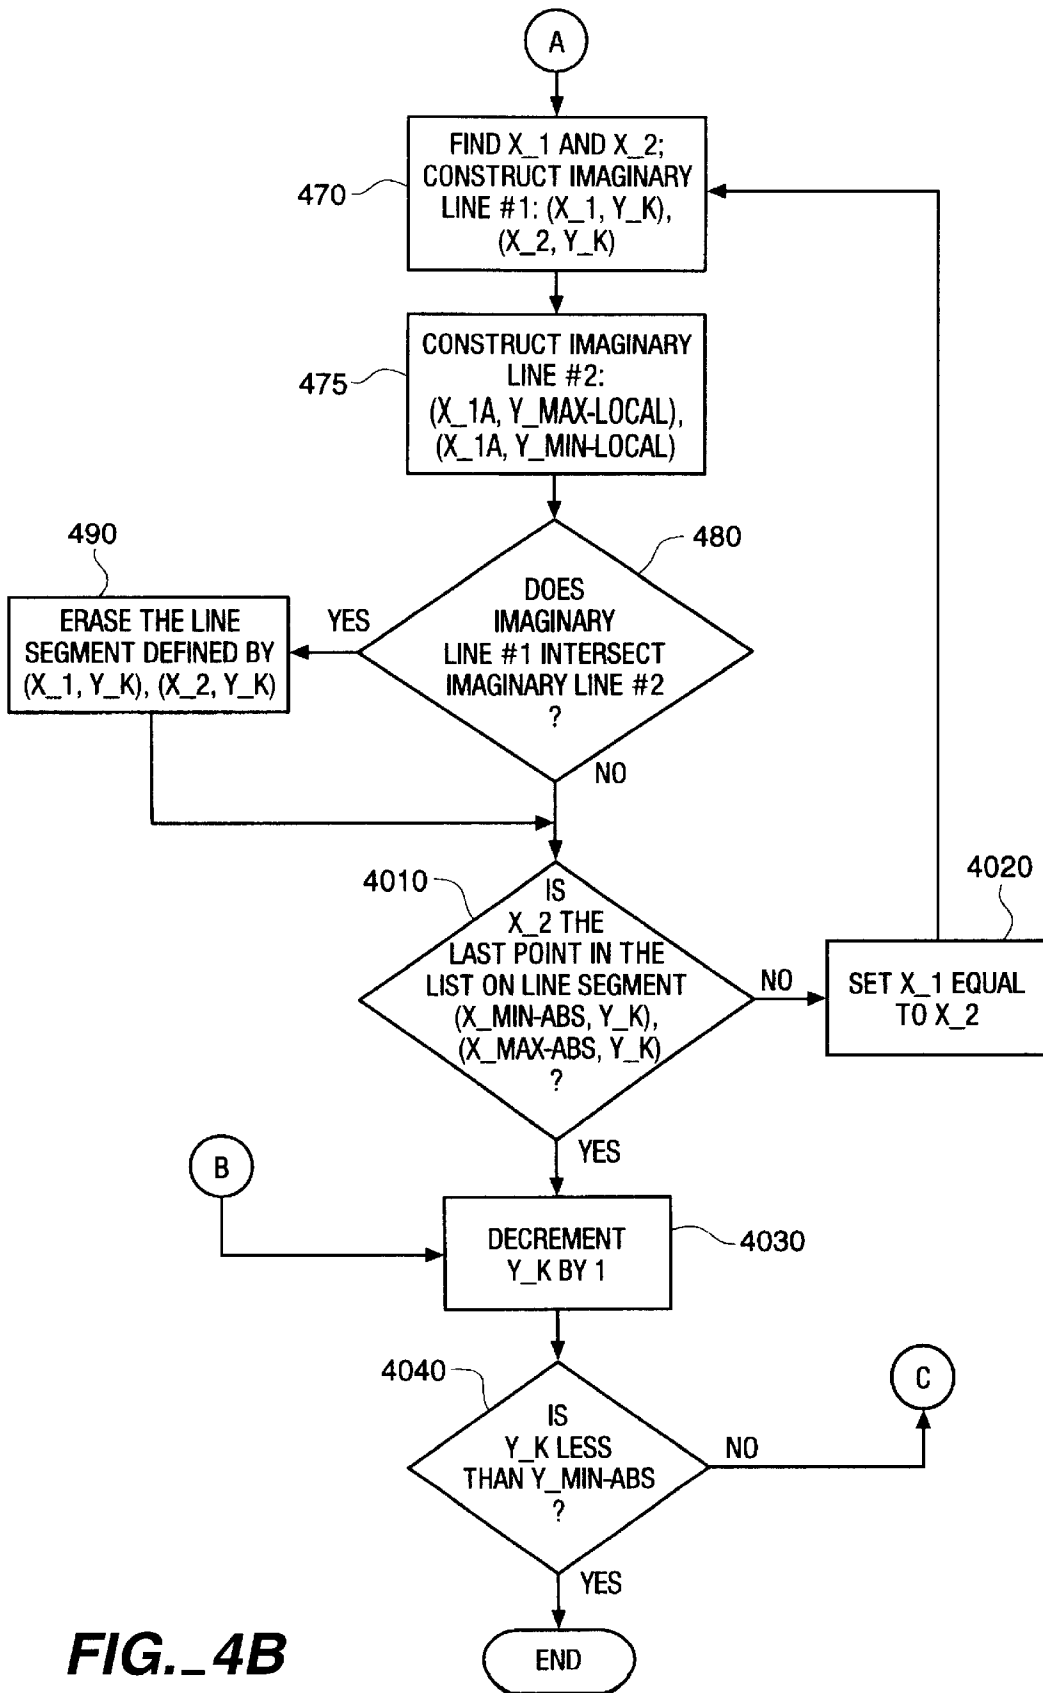 A
FIND X_1 AND X_2;
CONSTRUCT IMAGINARY
LINE #1: (X_1, Y_K),
(X_2, Y_K)
470
CONSTRUCT IMAGINARY
LINE #2:
(X_1A, Y_MAX-LOCAL),
(X_1A, Y_MIN-LOCAL)
475
DOES
IMAGINARY
LINE #1 INTERSECT
IMAGINARY LINE #2
?
480
YES
490
ERASE THE LINE
SEGMENT DEFINED BY
(X_1, Y_K), (X_2, Y_K)
NO
4010
IS
X_2 THE
LAST POINT IN THE
LIST ON LINE SEGMENT
(X_MIN-ABS, Y_K),
(X_MAX-ABS, Y_K)
?
NO
4020
SET X_1 EQUAL
TO X_2
YES
B
DECREMENT
Y_K BY 1
4030
4040
IS
Y_K LESS
THAN Y_MIN-ABS
?
NO
C
YES
END
FIG._4B